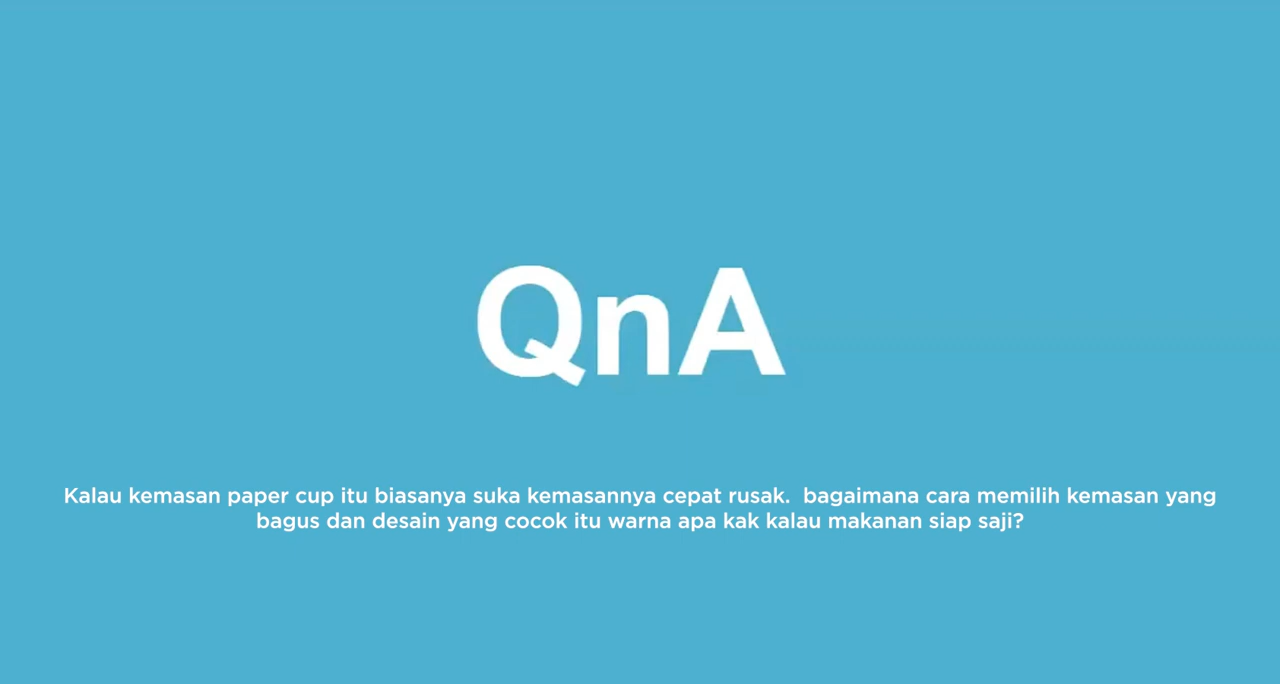 QnA
Kalau kemasan paper cup itu biasanya suka kemasannya cepat rusak.  bagaimana cara memilih kemasan yang
bagus dan desain yang cocok itu warna apa kak kalau makanan siap saji?